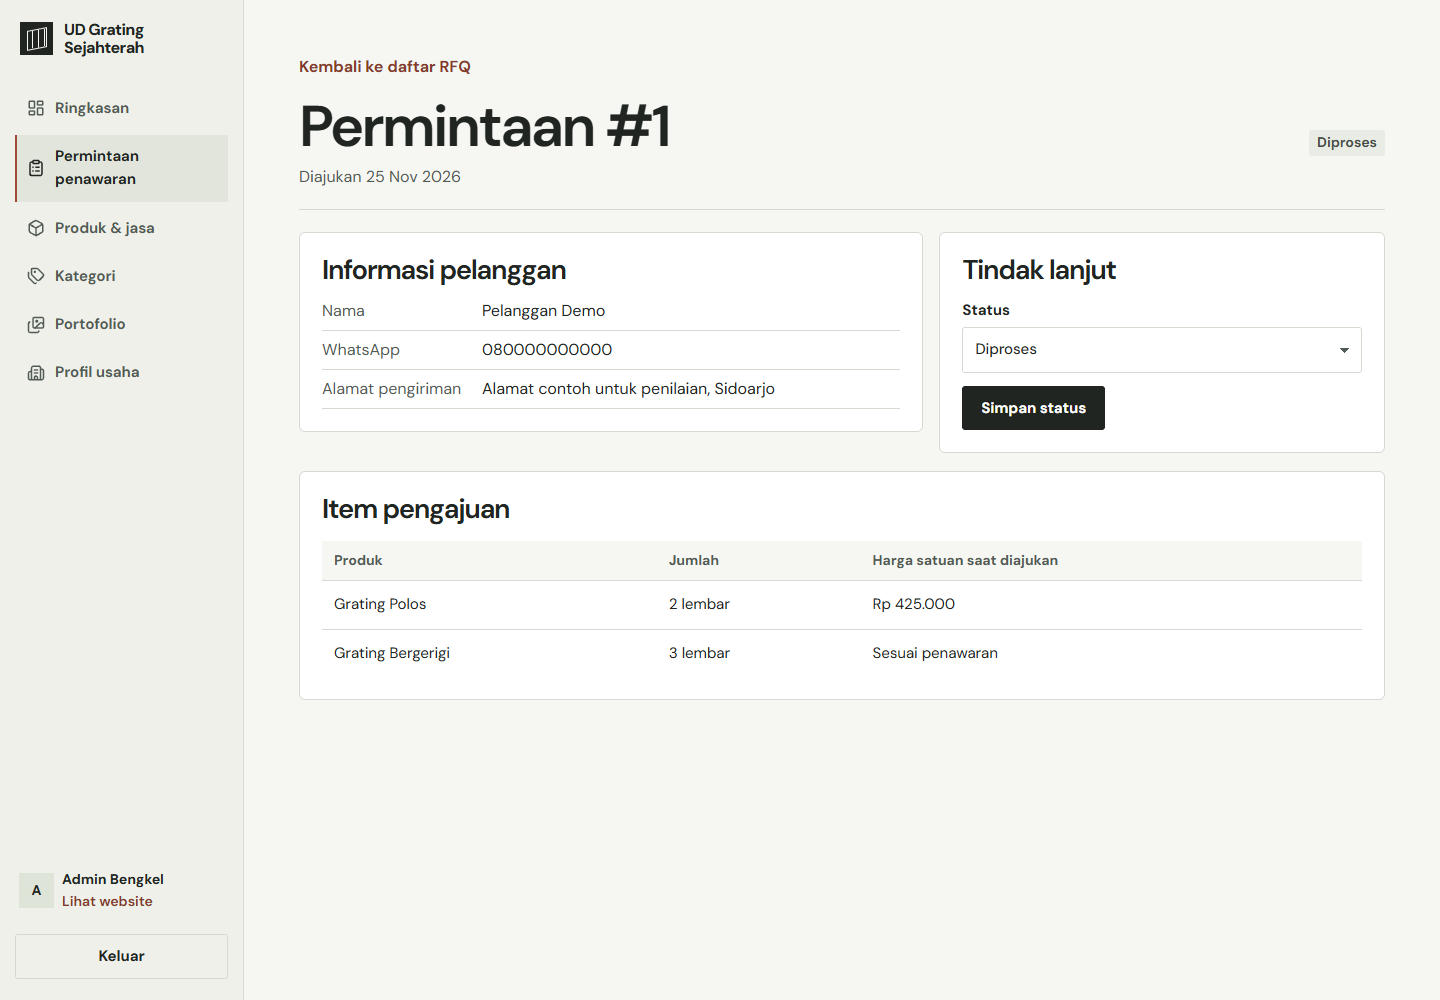 UD Grating
Sejahterah
Ringkasan
Permintaan
penawaran
Produk & jasa
Kategori
Portofolio
Profil usaha
A
Admin Bengkel
Lihat website
Keluar
Kembali ke daftar RFQ
Permintaan #1
Diajukan 25 Nov 2026
Diproses
Informasi pelanggan
Nama Pelanggan Demo
WhatsApp 080000000000
Alamat pengiriman Alamat contoh untuk penilaian, Sidoarjo
Tindak lanjut
Status
Diproses
Simpan status
Item pengajuan
Produk Jumlah Harga satuan saat diajukan
Grating Polos 2 lembar Rp 425.000
Grating Bergerigi 3 lembar Sesuai penawaran